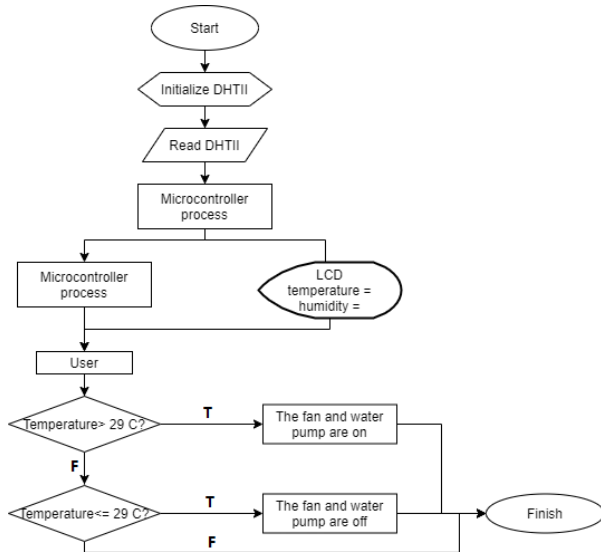 Start
Initialize DHTII
Read DHTII
Microcontroller
process
Microcontroller
process
LCD
temperature =
humidity =
User
Temperature> 29 C?
T
The fan and water
pump are on
F
Temperature<= 29 C?
T
The fan and water
pump are off
Finish
F